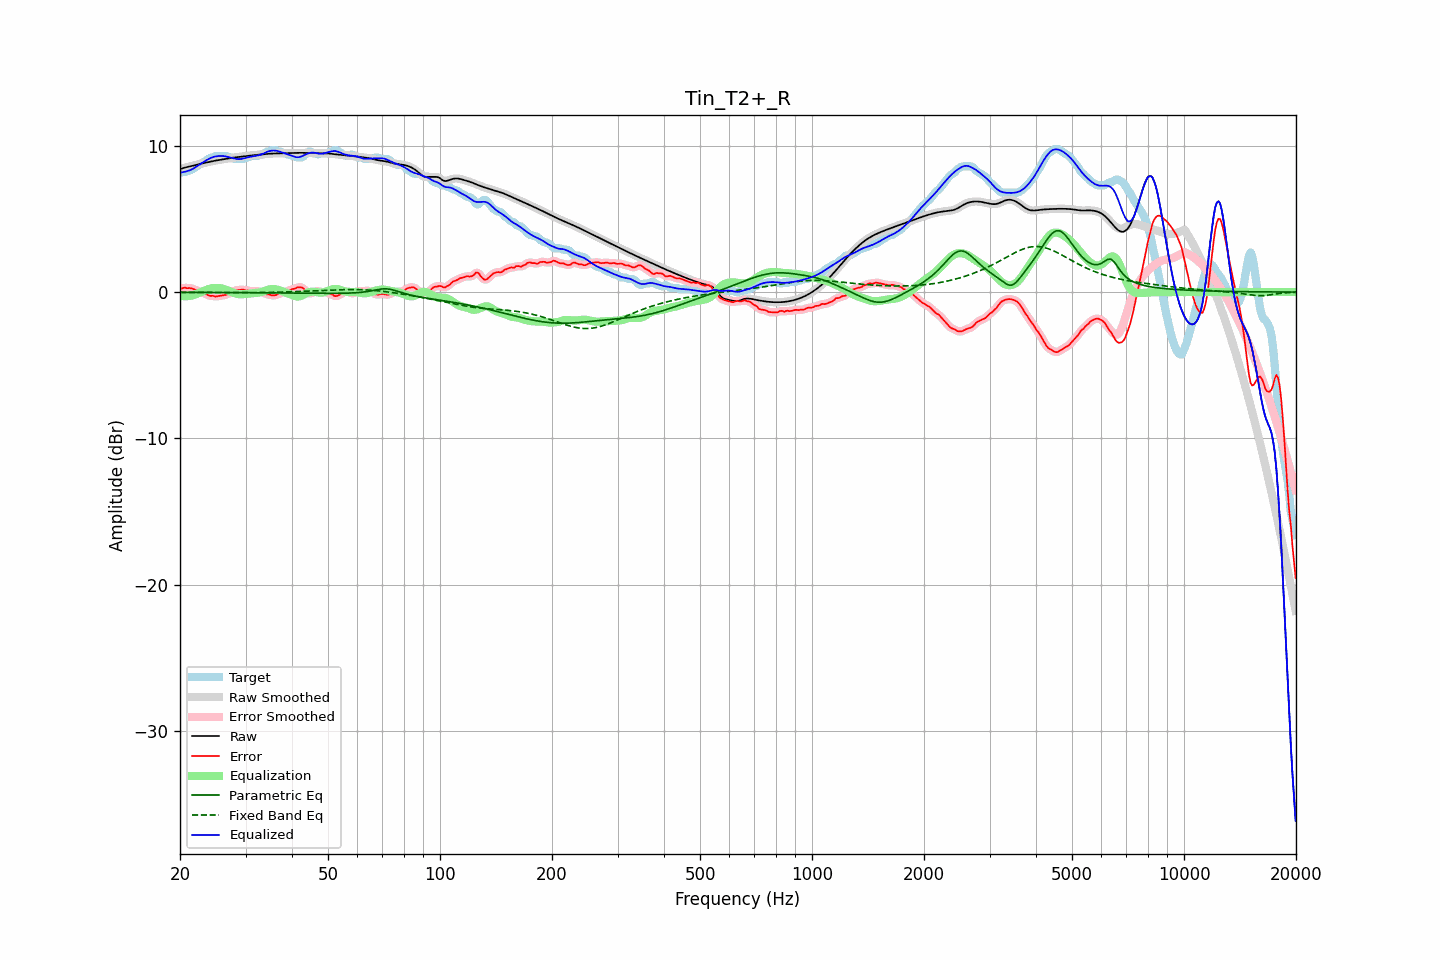 Tin_T2+_R
Amplitude (dBr)
10
0
−10
−20
−30
Target
Raw Smoothed
Error Smoothed
Raw
Error
Equalization
Parametric Eq
Fixed Band Eq
Equalized
20 50 100 200 500 1000 2000 5000 10000 20000
Frequency (Hz)